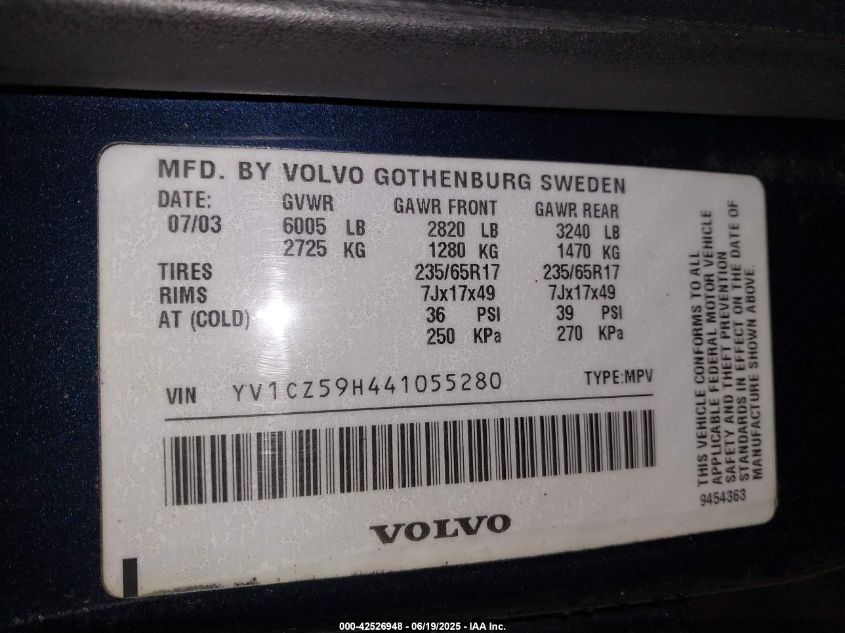 MFD. BY VOLVO GOTHENBURG SWEDEN
DATE: GVWR GAWR FRONT GAWR REAR
07/03 6005 LB 2820 LB 3240 LB
2725 KG 1280 KG 1470 KG
TIRES 235/65R17 235/65R17
RIMS 7Jx17x49 7Jx17x49
AT (COLD) 36 PSI 39 PSI
250 KPa 270 KPa
VIN YV1CZ59H441055280 TYPE:MPV
VOLVO
THIS VEHICLE CONFORMS TO ALL
APPLICABLE FEDERAL MOTOR VEHICLE
SAFETY AND THEFT PREVENTION
STANDARDS IN EFFECT ON THE DATE OF
MANUFACTURE SHOWN ABOVE.
9454363
000-42526948 - 06/19/2025 - IAA Inc.